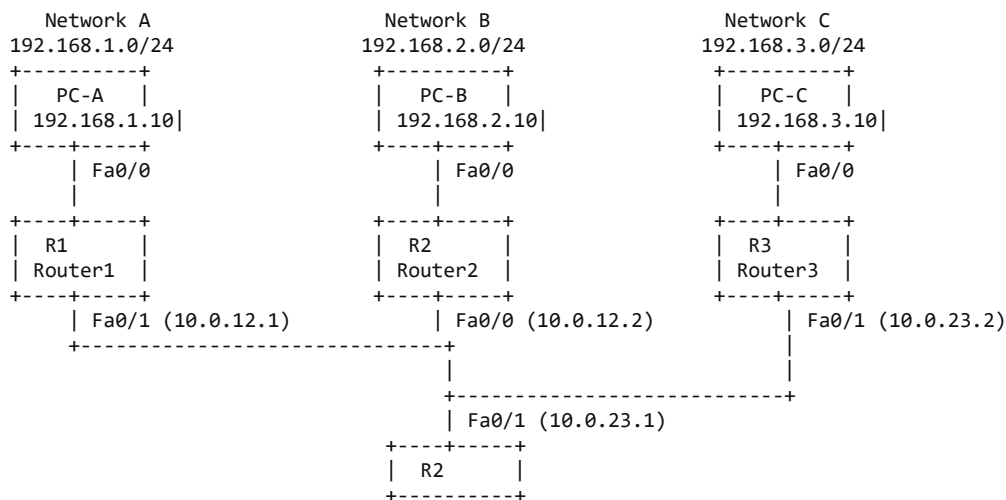 Network A Network B Network C
192.168.1.0/24 192.168.2.0/24 192.168.3.0/24
+----------+ +----------+ +----------+
| PC-A | | PC-B | | PC-C |
| 192.168.1.10| | 192.168.2.10| | 192.168.3.10|
+----+-----+ +----+-----+ +----+-----+
| Fa0/0 | Fa0/0 | Fa0/0
| | |
+----+-----+ +----+-----+ +----+-----+
| R1 | | R2 | | R3 |
| Router1 | | Router2 | | Router3 |
+----+-----+ +----+-----+ +----+-----+
| Fa0/1 (10.0.12.1) | Fa0/0 (10.0.12.2) | Fa0/1 (10.0.23.2)
+-------------------------------+ |
| |
+----------------------------+
| Fa0/1 (10.0.23.1)
+----+-----+
| R2 |
+----------+